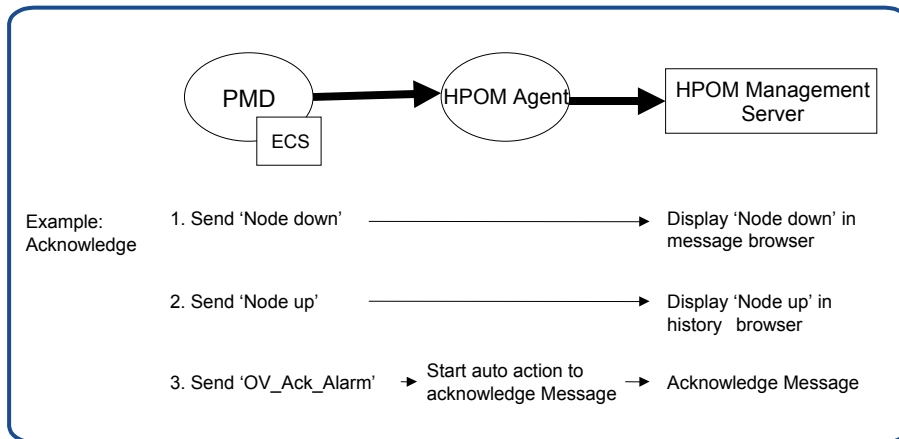 PMD
ECS
HPOM Agent
HPOM Management
Server
Example:
Acknowledge
1. Send ‘Node down’
Display ‘Node down’ in
message browser
2. Send ‘Node up’
Display ‘Node up’ in
history browser
3. Send ‘OV_Ack_Alarm’
Start auto action to
acknowledge Message
Acknowledge Message